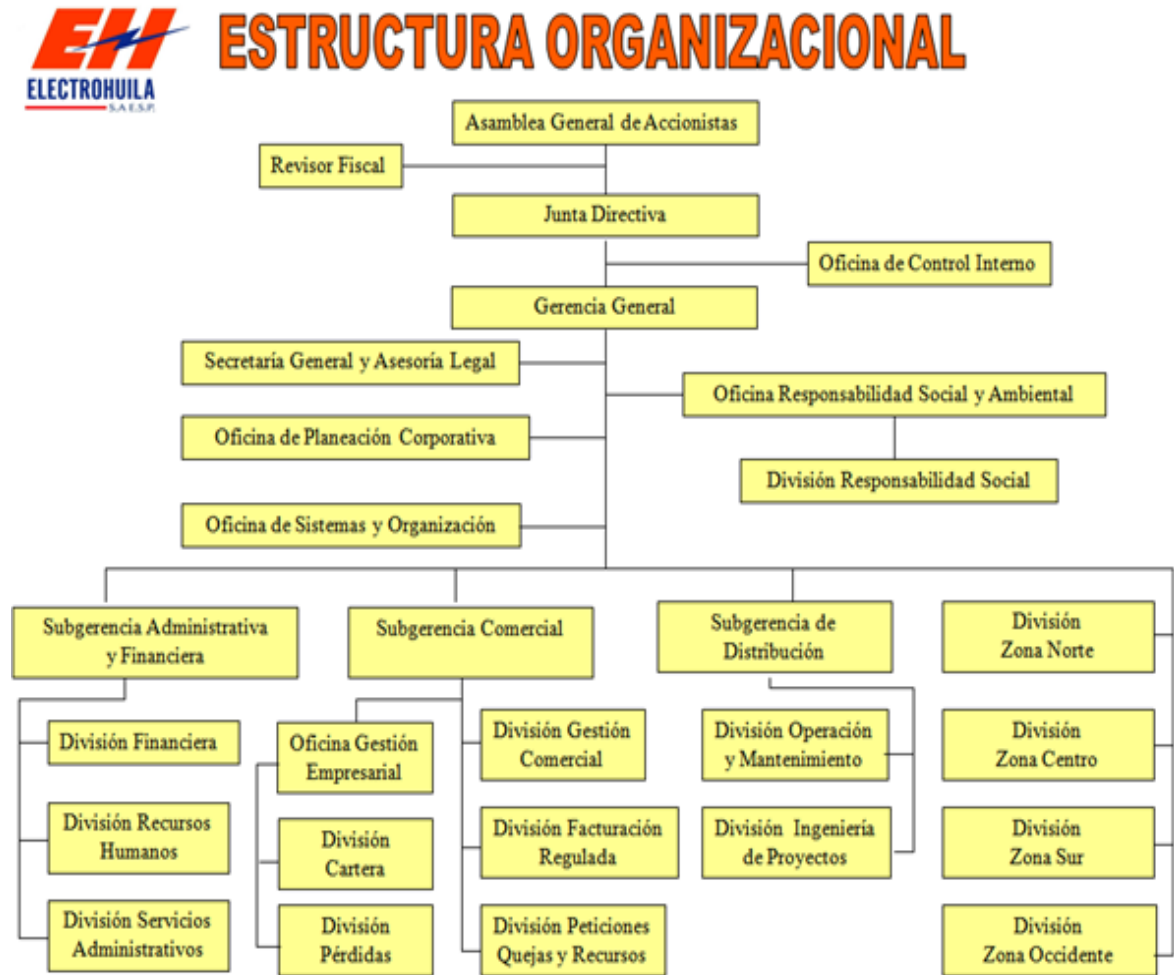 EH
ELECTROHUILA
S.A E.S.P.
ESTRUCTURA ORGANIZACIONAL
Asamblea General de Accionistas
Revisor Fiscal
Junta Directiva
Oficina de Control Interno
Gerencia General
Secretaría General y Asesoría Legal
Oficina Responsabilidad Social y Ambiental
Oficina de Planeación Corporativa
División Responsabilidad Social
Oficina de Sistemas y Organización
Subgerencia Administrativa
y Financiera
Subgerencia Comercial
Subgerencia de
Distribución
División
Zona Norte
División Financiera
Oficina Gestión
Empresarial
División Gestión
Comercial
División Operación
y Mantenimiento
División
Zona Centro
División Recursos
Humanos
División
Cartera
División Facturación
Regulada
División Ingeniería
de Proyectos
División
Zona Sur
División Servicios
Administrativos
División
Pérdidas
División Peticiones
Quejas y Recursos
División
Zona Occidente